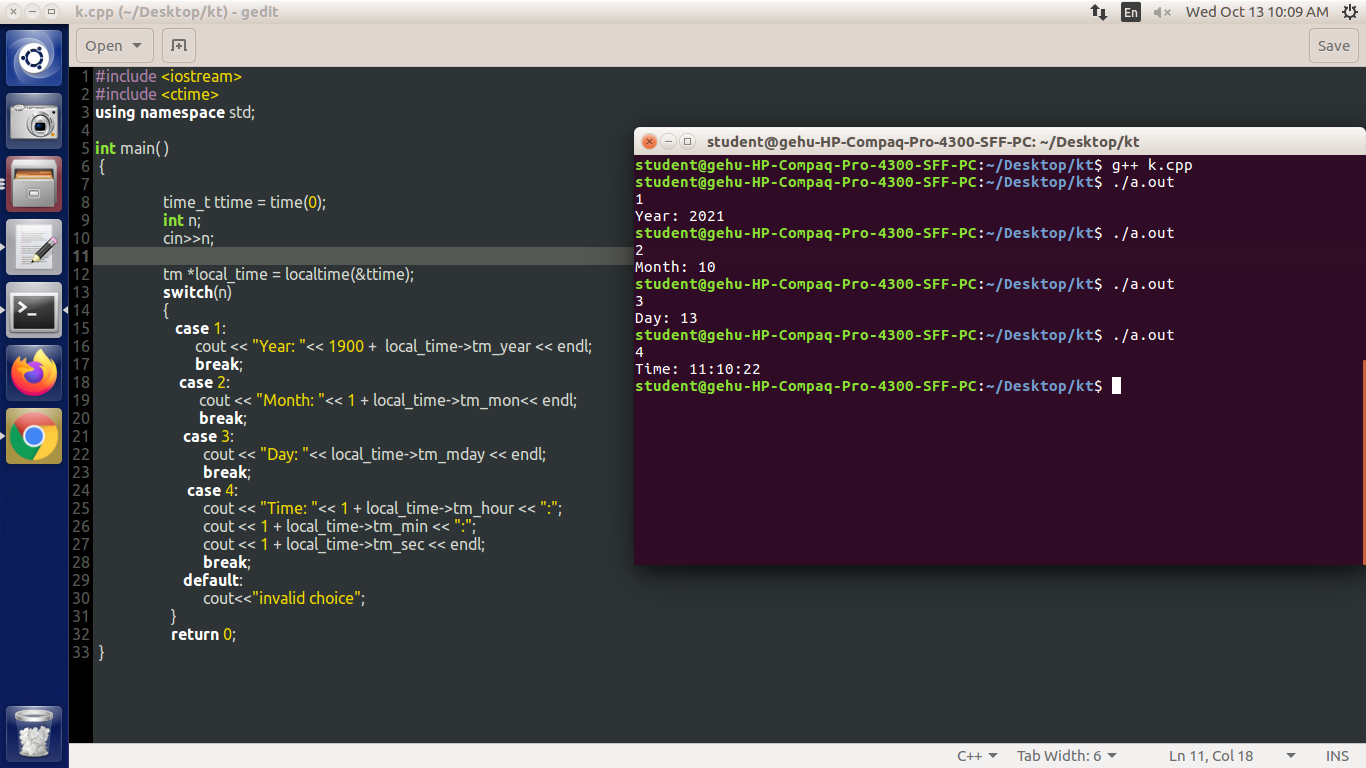 k.cpp (~/Desktop/kt) - gedit
En
Wed Oct 13 10:09 AM
Open
Save
1 #include <iostream>
2 #include <ctime>
3 using namespace std;
4
5 int main( )
6 {
7
8 time_t ttime = time(0);
9 int n;
10 cin>>n;
11
12 tm *local_time = localtime(&ttime);
13 switch(n)
14 {
15 case 1:
16 cout << "Year: "<< 1900 +  local_time->tm_year << endl;
17 break;
18 case 2:
19 cout << "Month: "<< 1 + local_time->tm_mon<< endl;
20 break;
21 case 3:
22 cout << "Day: "<< local_time->tm_mday << endl;
23 break;
24 case 4:
25 cout << "Time: "<< 1 + local_time->tm_hour << ":";
26 cout << 1 + local_time->tm_min << ":";
27 cout << 1 + local_time->tm_sec << endl;
28 break;
29 default:
30 cout<<"invalid choice";
31 }
32 return 0;
33 }
student@gehu-HP-Compaq-Pro-4300-SFF-PC: ~/Desktop/kt
student@gehu-HP-Compaq-Pro-4300-SFF-PC:~/Desktop/kt$ g++ k.cpp
student@gehu-HP-Compaq-Pro-4300-SFF-PC:~/Desktop/kt$ ./a.out
1
Year: 2021
student@gehu-HP-Compaq-Pro-4300-SFF-PC:~/Desktop/kt$ ./a.out
2
Month: 10
student@gehu-HP-Compaq-Pro-4300-SFF-PC:~/Desktop/kt$ ./a.out
3
Day: 13
student@gehu-HP-Compaq-Pro-4300-SFF-PC:~/Desktop/kt$ ./a.out
4
Time: 11:10:22
student@gehu-HP-Compaq-Pro-4300-SFF-PC:~/Desktop/kt$
C++
Tab Width: 6
Ln 11, Col 18
INS